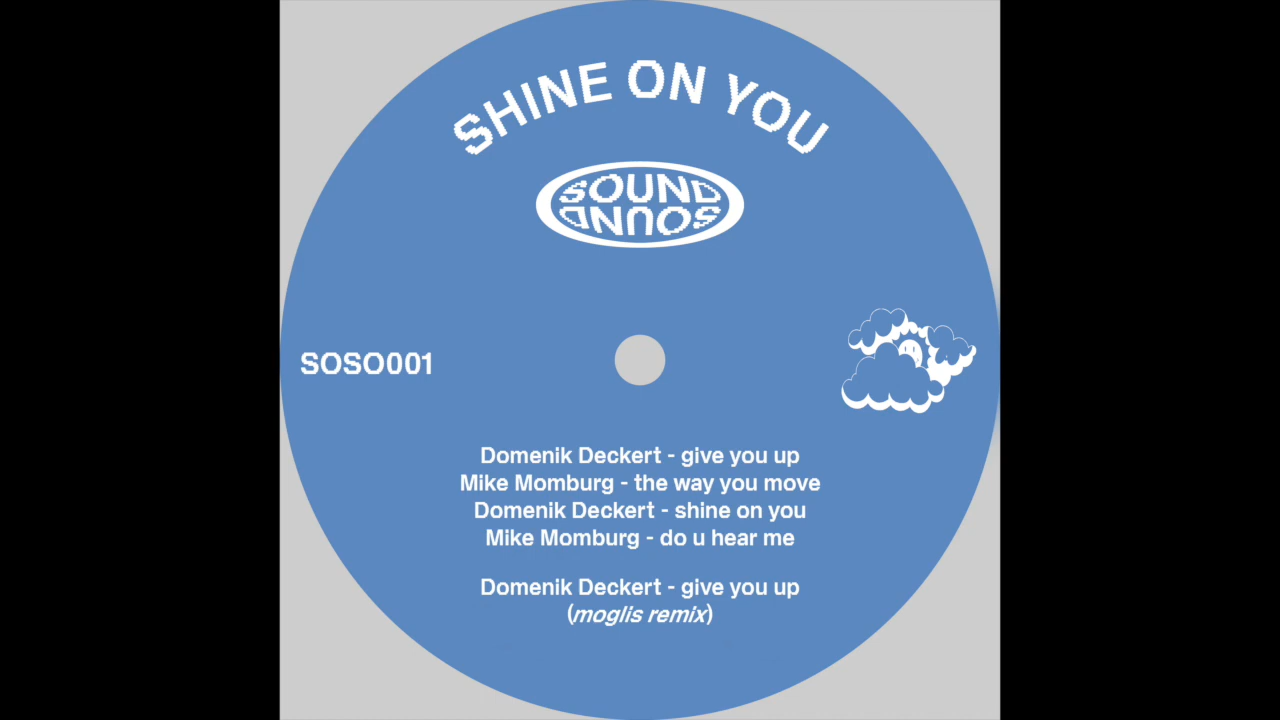 SHINE ON YOU
SOUND
SOUND
SOSO001
Domenik Deckert - give you up
Mike Momburg - the way you move
Domenik Deckert - shine on you
Mike Momburg - do u hear me
Domenik Deckert - give you up
(moglis remix)